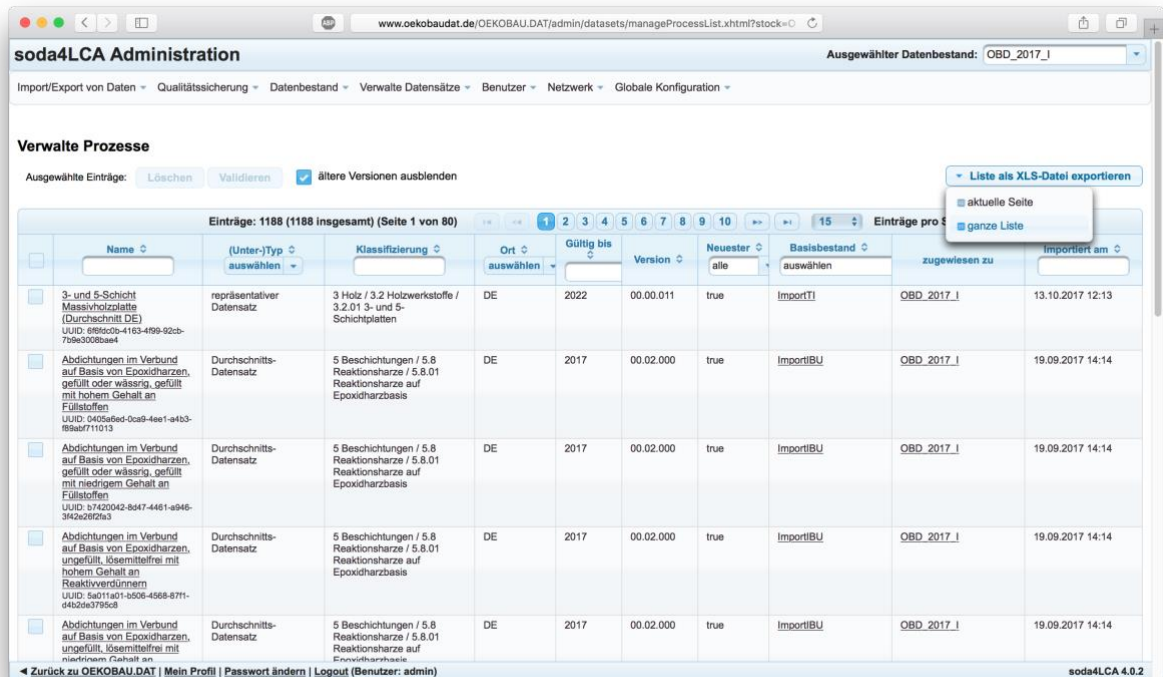 ABP
www.oekobaudat.de/OEKOBAU.DAT/admin/datasets/manageProcessList.xhtml?stock=O
soda4LCA Administration
Ausgewählter Datenbestand: OBD_2017_I
Import/Export von Daten Qualitätssicherung Datenbestand Verwalte Datensätze Benutzer Netzwerk Globale Konfiguration
Verwalte Prozesse
Ausgewählte Einträge: Löschen Validieren ältere Versionen ausblenden
Liste als XLS-Datei exportieren
aktuelle Seite
ganze Liste
Einträge: 1188 (1188 insgesamt) (Seite 1 von 80) 1 2 3 4 5 6 7 8 9 10 15 Einträge pro S
Name (Unter-)Typ Klassifizierung Ort Gültig bis Version Neuester Basisbestand zugewiesen zu Importiert am
auswählen auswählen alle auswählen
3- und 5-Schicht
Massivholzplatte
(Durchschnitt DE)
UUID: 6f6fdc0b-4163-4f99-92cb-
7b9e3008bae4
repräsentativer
Datensatz
3 Holz / 3.2 Holzwerkstoffe /
3.2.01 3- und 5-
Schichtplatten
DE
2022
00.00.011
true
ImportTI
OBD_2017_I
13.10.2017 12:13
Abdichtungen im Verbund
auf Basis von Epoxidharzen,
gefüllt oder wässrig, gefüllt
mit hohem Gehalt an
Füllstoffen
UUID: 0405a6ed-0ca9-4ee1-a4b3-
f89abf711013
Durchschnitts-
Datensatz
5 Beschichtungen / 5.8
Reaktionsharze / 5.8.01
Reaktionsharze auf
Epoxidharzbasis
DE
2017
00.02.000
true
ImportIBU
OBD_2017_I
19.09.2017 14:14
Abdichtungen im Verbund
auf Basis von Epoxidharzen,
gefüllt oder wässrig, gefüllt
mit niedrigem Gehalt an
Füllstoffen
UUID: b7420042-8d47-4461-a946-
3f42e26f2fa3
Durchschnitts-
Datensatz
5 Beschichtungen / 5.8
Reaktionsharze / 5.8.01
Reaktionsharze auf
Epoxidharzbasis
DE
2017
00.02.000
true
ImportIBU
OBD_2017_I
19.09.2017 14:14
Abdichtungen im Verbund
auf Basis von Epoxidharzen,
ungefüllt, lösemittelfrei mit
hohem Gehalt an
Reaktivverdünnern
UUID: 5a011a01-b506-4568-87f1-
d4b2de3795c8
Durchschnitts-
Datensatz
5 Beschichtungen / 5.8
Reaktionsharze / 5.8.01
Reaktionsharze auf
Epoxidharzbasis
DE
2017
00.02.000
true
ImportIBU
OBD_2017_I
19.09.2017 14:14
Abdichtungen im Verbund
auf Basis von Epoxidharzen,
ungefüllt, lösemittelfrei mit
niedrigem Gehalt an
Durchschnitts-
Datensatz
5 Beschichtungen / 5.8
Reaktionsharze / 5.8.01
Reaktionsharze auf
Epoxidharzbasis
DE
2017
00.02.000
true
ImportIBU
OBD_2017_I
19.09.2017 14:14
Zurück zu OEKOBAU.DAT | Mein Profil | Passwort ändern | Logout (Benutzer: admin)
soda4LCA 4.0.2